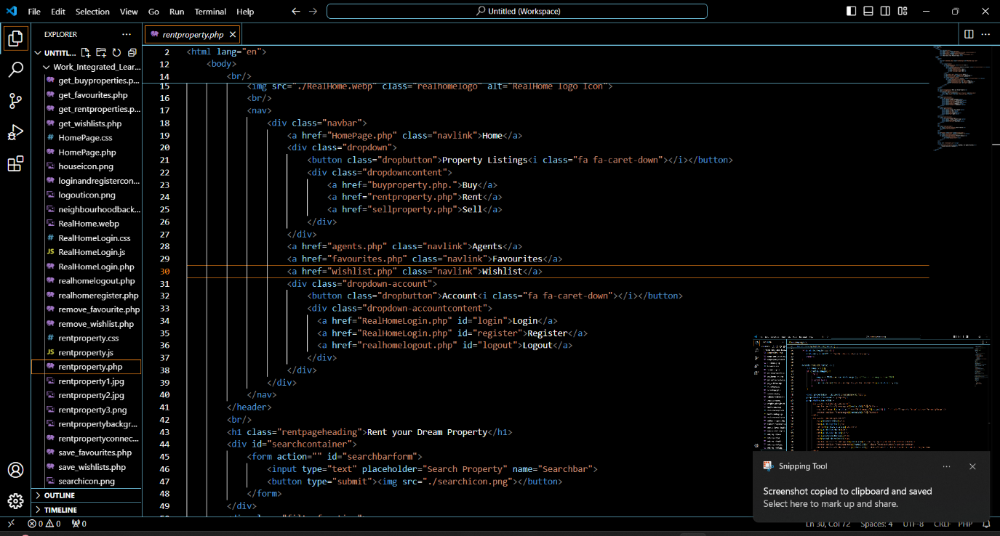 File Edit Selection View Go Run Terminal Help
Untitled (Workspace)
EXPLORER
UNTITL...
Work_Integrated_Lear...
get_buyproperties.p...
get_favourites.php
get_rentproperties.p...
get_wishlists.php
HomePage.css
HomePage.php
houseicon.png
loginandregistercon...
logouticon.png
neighbourhoodback...
RealHome.webp
RealHomeLogin.css
RealHomeLogin.js
RealHomeLogin.php
realhomelogout.php
realhomeregister.php
remove_favourite.php
remove_wishlist.php
rentproperty.css
rentproperty.js
rentproperty.php
rentproperty1.jpg
rentproperty2.jpg
rentproperty3.png
rentpropertybackgr...
rentpropertyconnec...
save_favourites.php
save_wishlists.php
searchicon.png
OUTLINE
TIMELINE
rentproperty.php
2 <html lang="en">
12 <body>
14 <br/>
15 <img src="./RealHome.webp" class="realhomelogo" alt="RealHome logo Icon">
16 <br/>
17 <nav>
18 <div class="navbar">
19 <a href="HomePage.php" class="navlink">Home</a>
20 <div class="dropdown">
21 <button class="dropbutton">Property Listings<i class="fa fa-caret-down"></i></button>
22 <div class="dropdowncontent">
23 <a href="buyproperty.php.">Buy</a>
24 <a href="rentproperty.php">Rent</a>
25 <a href="sellproperty.php">Sell</a>
26 </div>
27 </div>
28 <a href="agents.php" class="navlink">Agents</a>
29 <a href="favourites.php" class="navlink">Favourites</a>
30 <a href="wishlist.php" class="navlink">Wishlist</a>
31 <div class="dropdown-account">
32 <button class="dropbutton">Account<i class="fa fa-caret-down"></i></button>
33 <div class="dropdown-accountcontent">
34 <a href="RealHomeLogin.php" id="login">Login</a>
35 <a href="RealHomeLogin.php" id="register">Register</a>
36 <a href="realhomelogout.php" id="logout">Logout</a>
37 </div>
38 </div>
39 </div>
40 </nav>
41 </header>
42 <br/>
43 <h1 class="rentpageheading">Rent your Dream Property</h1>
44 <div id="searchcontainer">
45 <form action="" id="searchbarform">
46 <input type="text" placeholder="Search Property" name="Searchbar">
47 <button type="submit"><img src="./searchicon.png"></button>
48 </form>
49 </div>
Snipping Tool
Screenshot copied to clipboard and saved
Select here to mark up and share.
0 0 0
Ln 30, Col 72 Spaces: 4 UTF-8 CRLF PHP